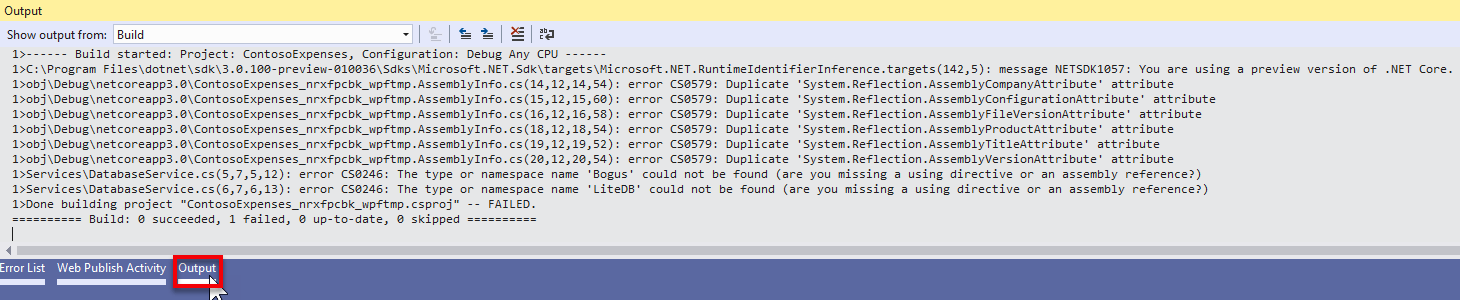 Output
Show output from: Build
1>------ Build started: Project: ContosoExpenses, Configuration: Debug Any CPU ------
1>C:\Program Files\dotnet\sdk\3.0.100-preview-010036\Sdks\Microsoft.NET.Sdk\targets\Microsoft.NET.RuntimeIdentifierInference.targets(142,5): message NETSDK1057: You are using a preview version of .NET Core.
1>obj\Debug\netcoreapp3.0\ContosoExpenses_nrxfpcbk_wpftmp.AssemblyInfo.cs(14,12,14,54): error CS0579: Duplicate 'System.Reflection.AssemblyCompanyAttribute' attribute
1>obj\Debug\netcoreapp3.0\ContosoExpenses_nrxfpcbk_wpftmp.AssemblyInfo.cs(15,12,15,60): error CS0579: Duplicate 'System.Reflection.AssemblyConfigurationAttribute' attribute
1>obj\Debug\netcoreapp3.0\ContosoExpenses_nrxfpcbk_wpftmp.AssemblyInfo.cs(16,12,16,58): error CS0579: Duplicate 'System.Reflection.AssemblyFileVersionAttribute' attribute
1>obj\Debug\netcoreapp3.0\ContosoExpenses_nrxfpcbk_wpftmp.AssemblyInfo.cs(18,12,18,54): error CS0579: Duplicate 'System.Reflection.AssemblyProductAttribute' attribute
1>obj\Debug\netcoreapp3.0\ContosoExpenses_nrxfpcbk_wpftmp.AssemblyInfo.cs(19,12,19,52): error CS0579: Duplicate 'System.Reflection.AssemblyTitleAttribute' attribute
1>obj\Debug\netcoreapp3.0\ContosoExpenses_nrxfpcbk_wpftmp.AssemblyInfo.cs(20,12,20,54): error CS0579: Duplicate 'System.Reflection.AssemblyVersionAttribute' attribute
1>Services\DatabaseService.cs(5,7,5,12): error CS0246: The type or namespace name 'Bogus' could not be found (are you missing a using directive or an assembly reference?)
1>Services\DatabaseService.cs(6,7,6,13): error CS0246: The type or namespace name 'LiteDB' could not be found (are you missing a using directive or an assembly reference?)
1>Done building project "ContosoExpenses_nrxfpcbk_wpftmp.csproj" -- FAILED.
========== Build: 0 succeeded, 1 failed, 0 up-to-date, 0 skipped ==========
Error List Web Publish Activity Output